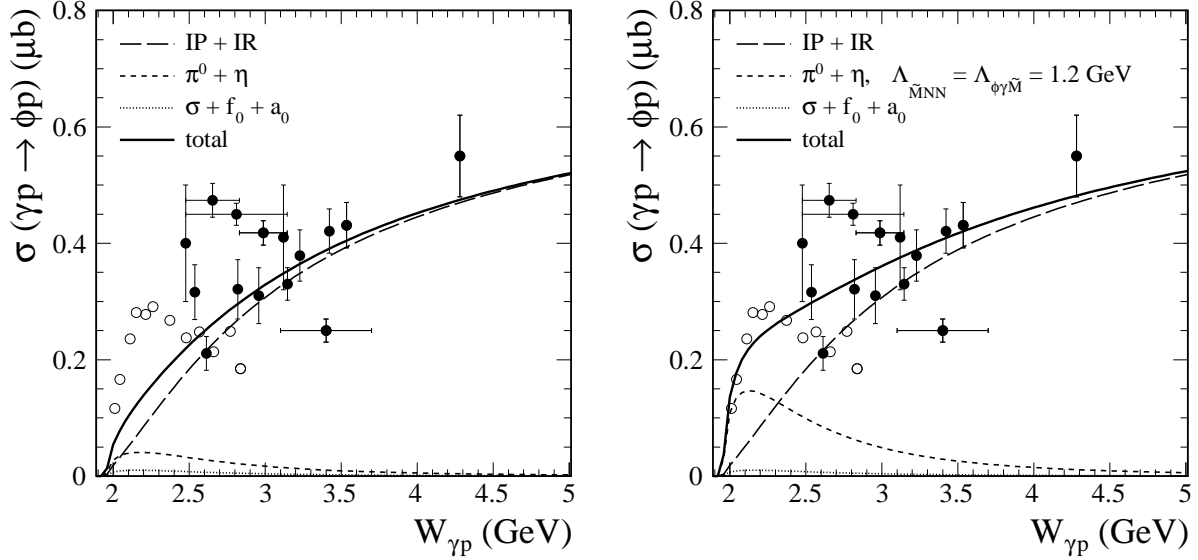 σ (γp → ϕp) (μb)
0.8
0.6
0.4
0.2
0
IP + IR
π⁰ + η
σ + f₀ + a₀
total
2 2.5 3 3.5 4 4.5 5
W_γp (GeV)
σ (γp → ϕp) (μb)
0.8
0.6
0.4
0.2
0
IP + IR
π⁰ + η, Λ_M̃NN = Λ_ϕγM̃ = 1.2 GeV
σ + f₀ + a₀
total
2 2.5 3 3.5 4 4.5 5
W_γp (GeV)